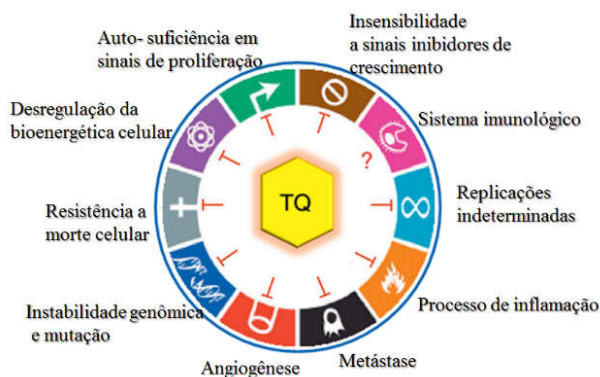 Auto- suficiência em
sinais de proliferação
Insensibilidade
a sinais inibidores de
crescimento
Desregulação da
bioenergética celular
Sistema imunológico
?
TQ
Resistência a
morte celular
Replicações
indeterminadas
Instabilidade genômica
e mutação
Processo de inflamação
Angiogênese
Metástase